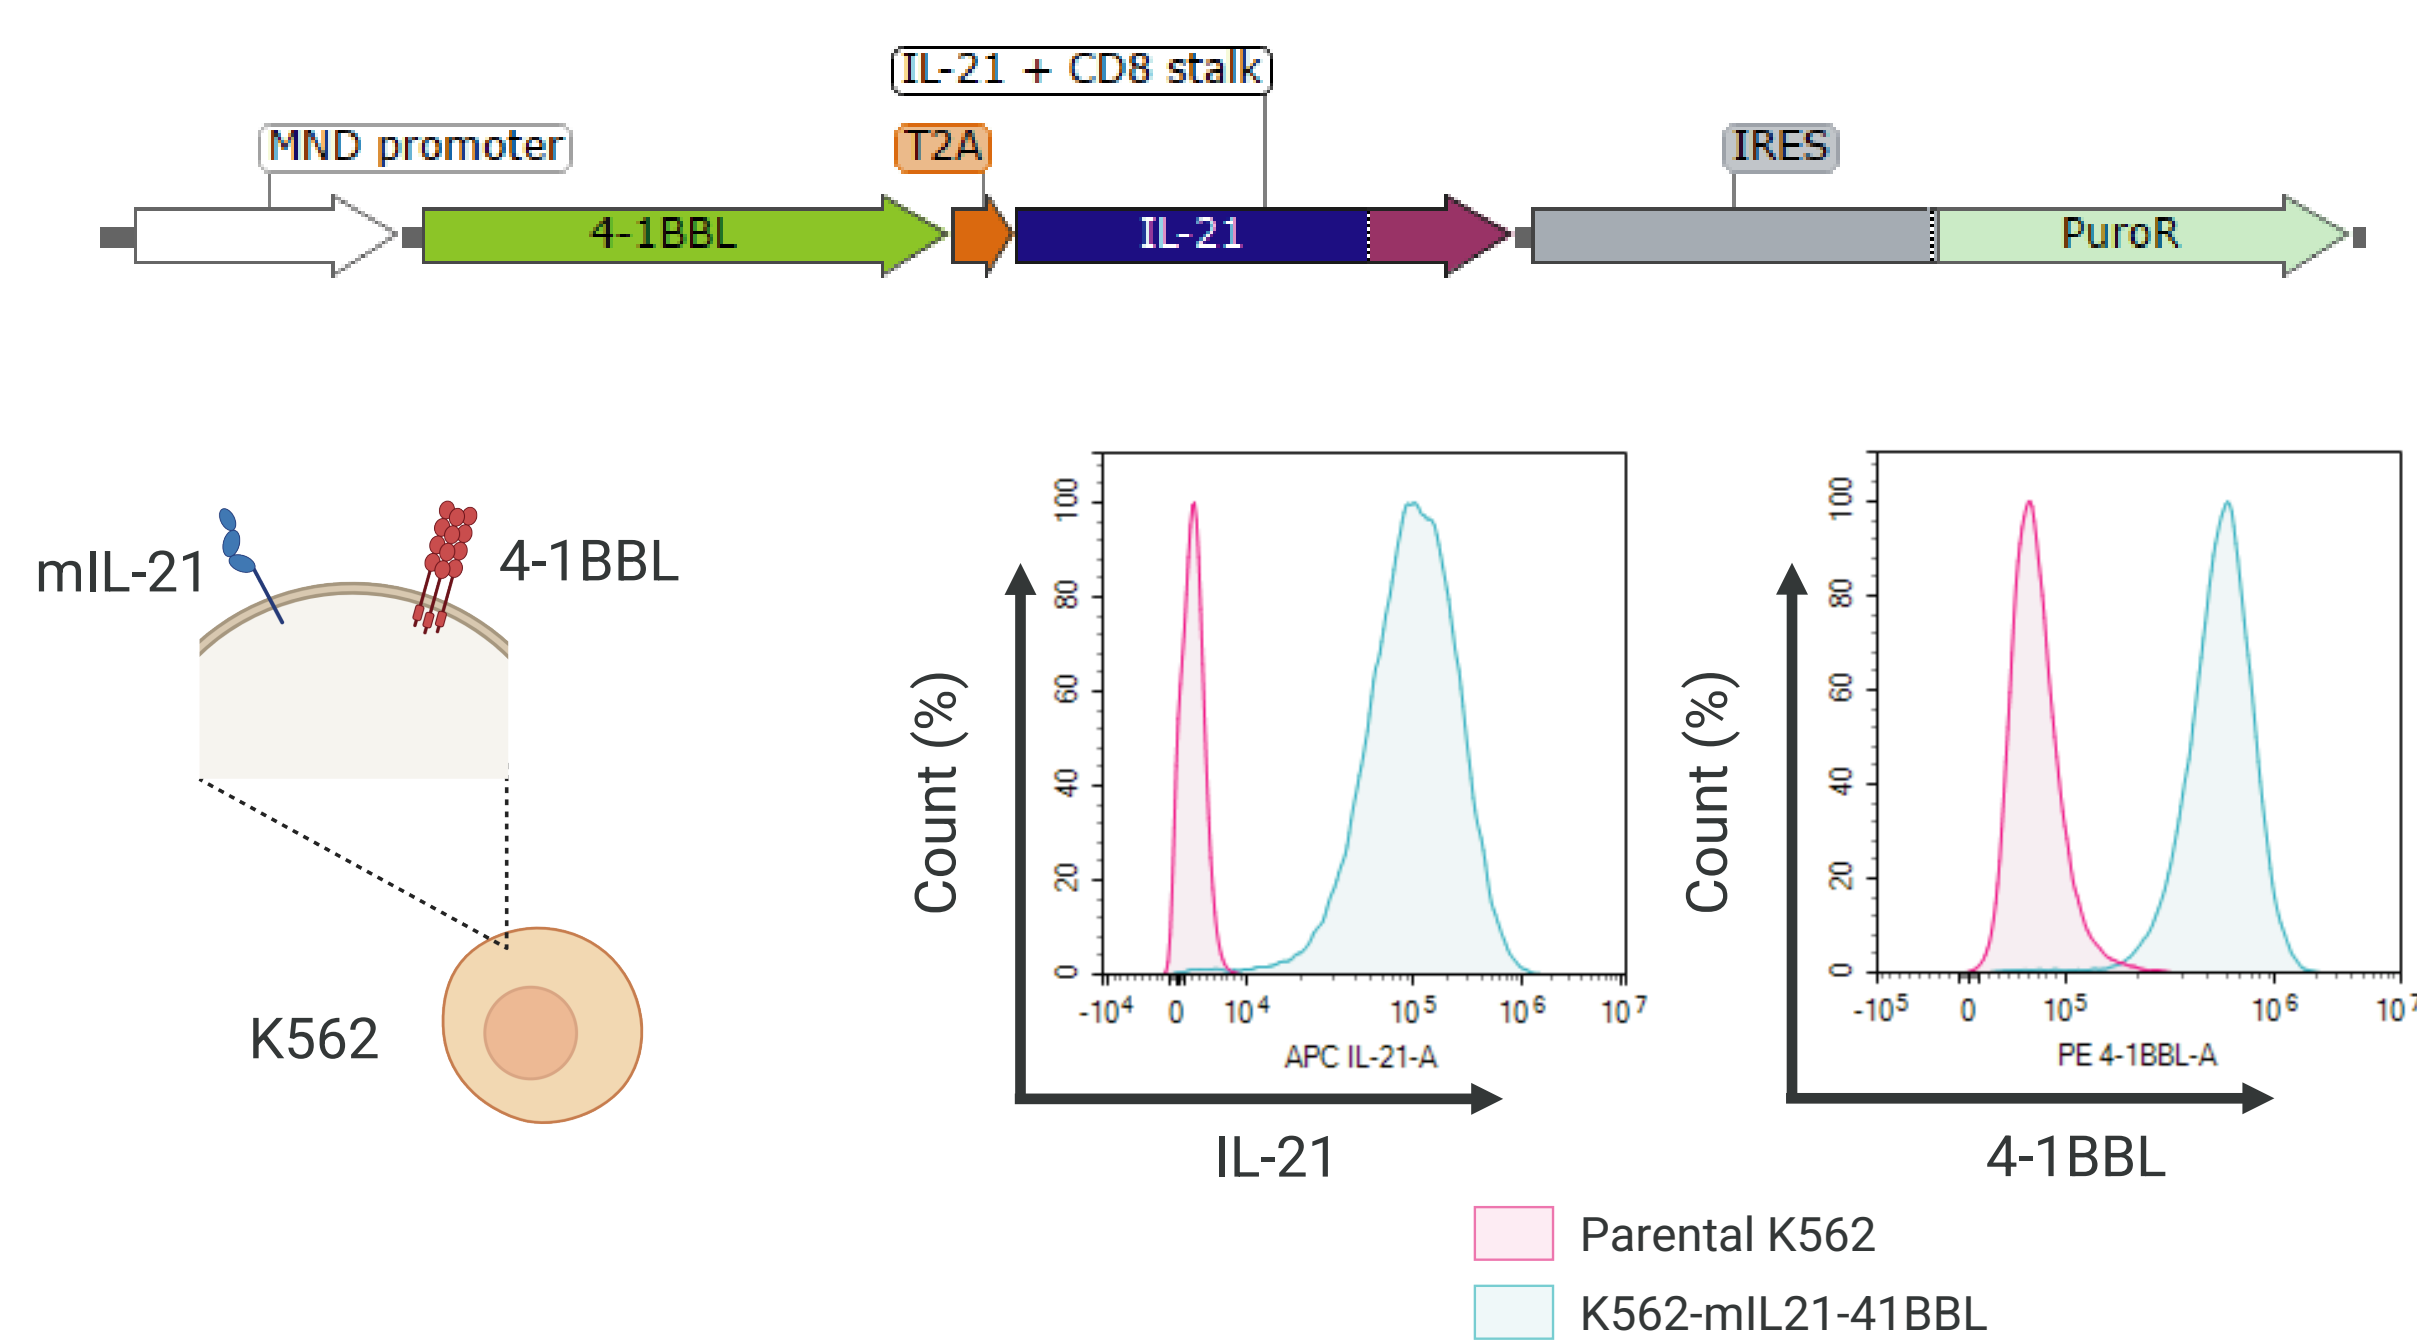 IL-21 + CD8 stalk
MND promoter
T2A
IRES
4-1BBL
IL-21
PuroR
mIL-21
4-1BBL
K562
Count (%)
100
80
60
40
20
0
-10⁴ 0 10⁴ 10⁵ 10⁶ 10⁷
APC IL-21-A
IL-21
Count (%)
100
80
60
40
20
0
-10⁵ 0 10⁵ 10⁶ 10⁷
PE 4-1BBL-A
4-1BBL
Parental K562
K562-mIL21-41BBL